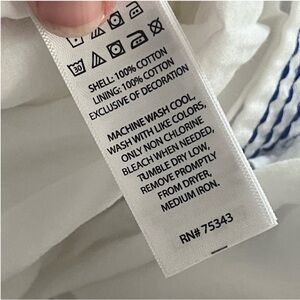 30
SHELL: 100% COTTON
LINING: 100% COTTON
EXCLUSIVE OF DECORATION
MACHINE WASH COOL,
WASH WITH LIKE COLORS,
ONLY NON CHLORINE
BLEACH WHEN NEEDED,
TUMBLE DRY LOW,
REMOVE PROMPTLY
FROM DRYER,
MEDIUM IRON.
RN# 75343